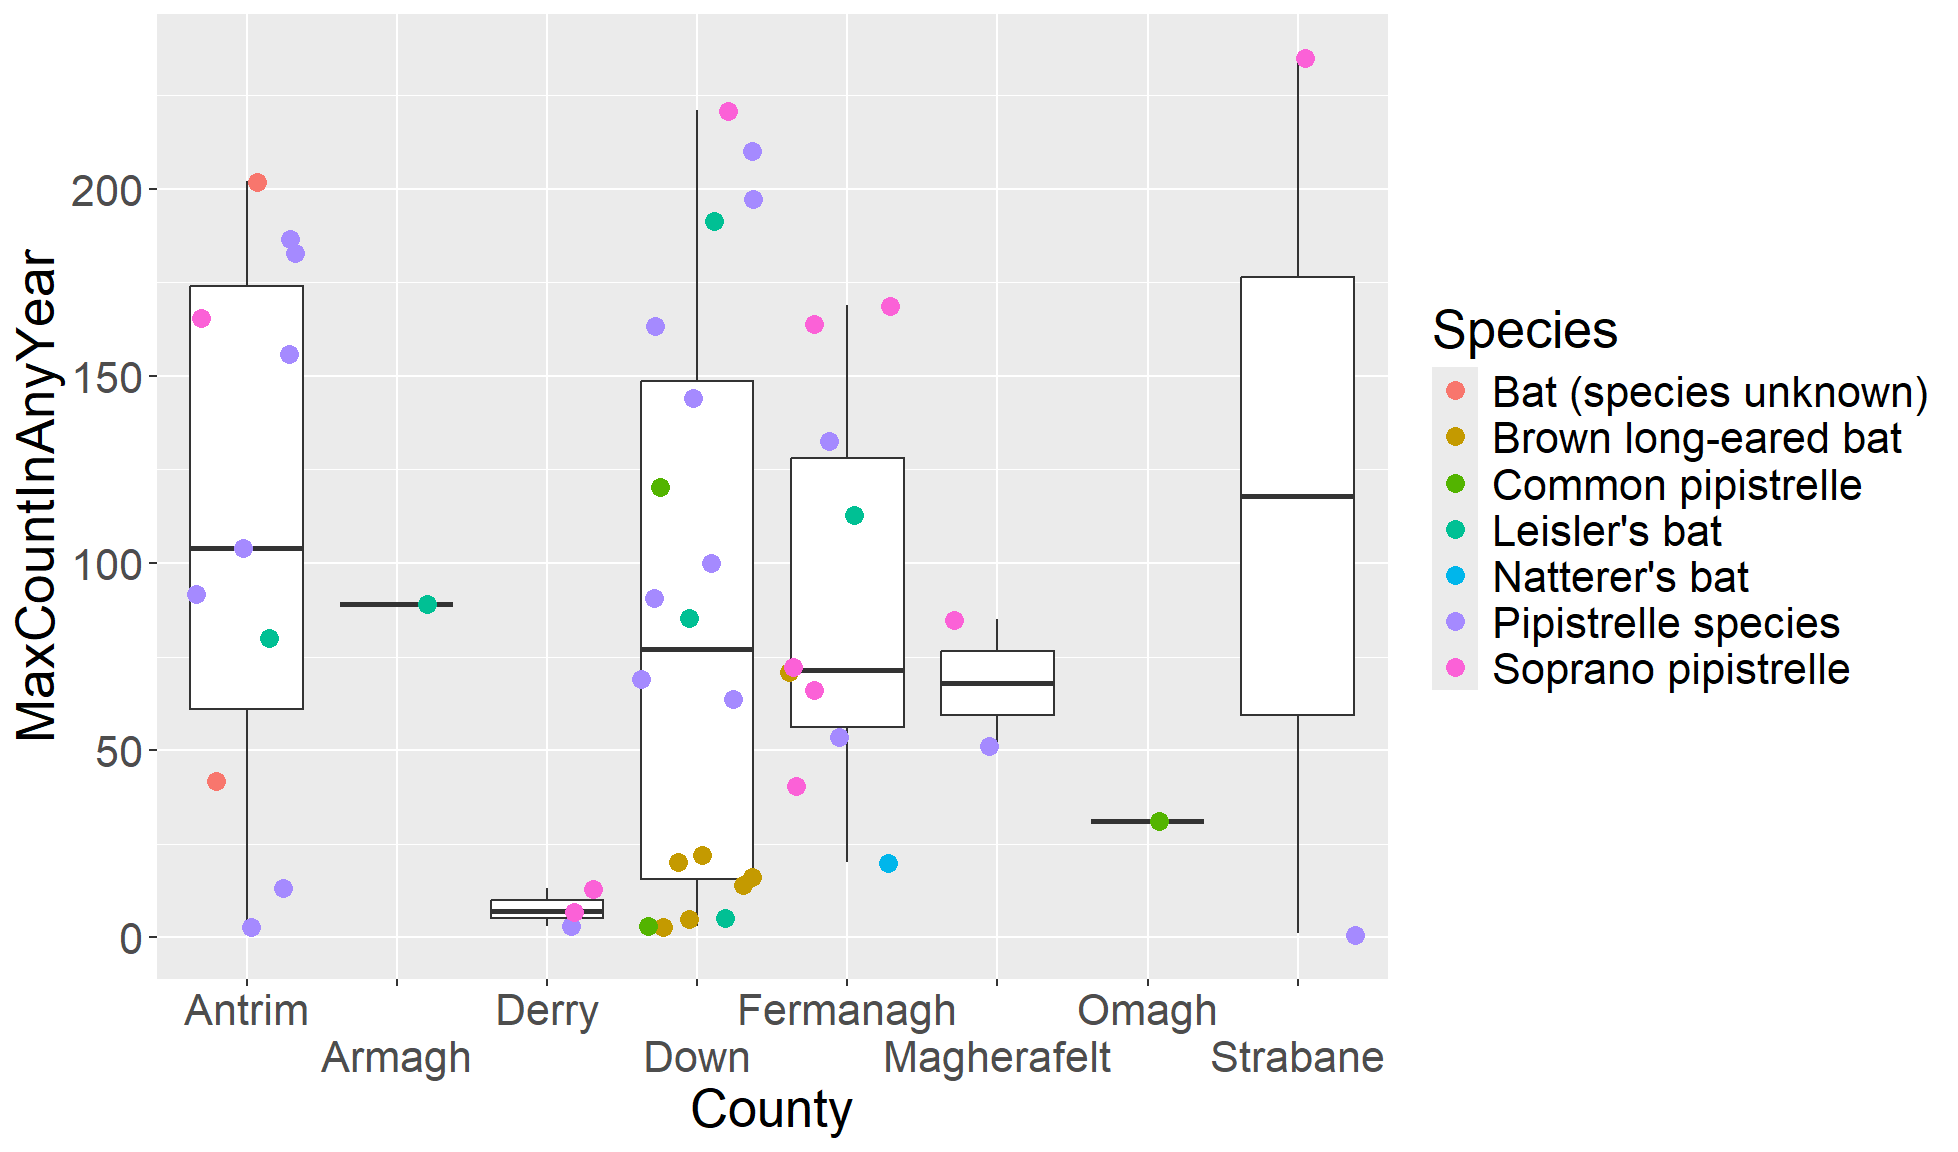 MaxCountInAnyYear
200
150
100
50
0
Antrim
Derry
Fermanagh
Omagh
Armagh
Down
Magherafelt
Strabane
County
Species
Bat (species unknown)
Brown long-eared bat
Common pipistrelle
Leisler's bat
Natterer's bat
Pipistrelle species
Soprano pipistrelle